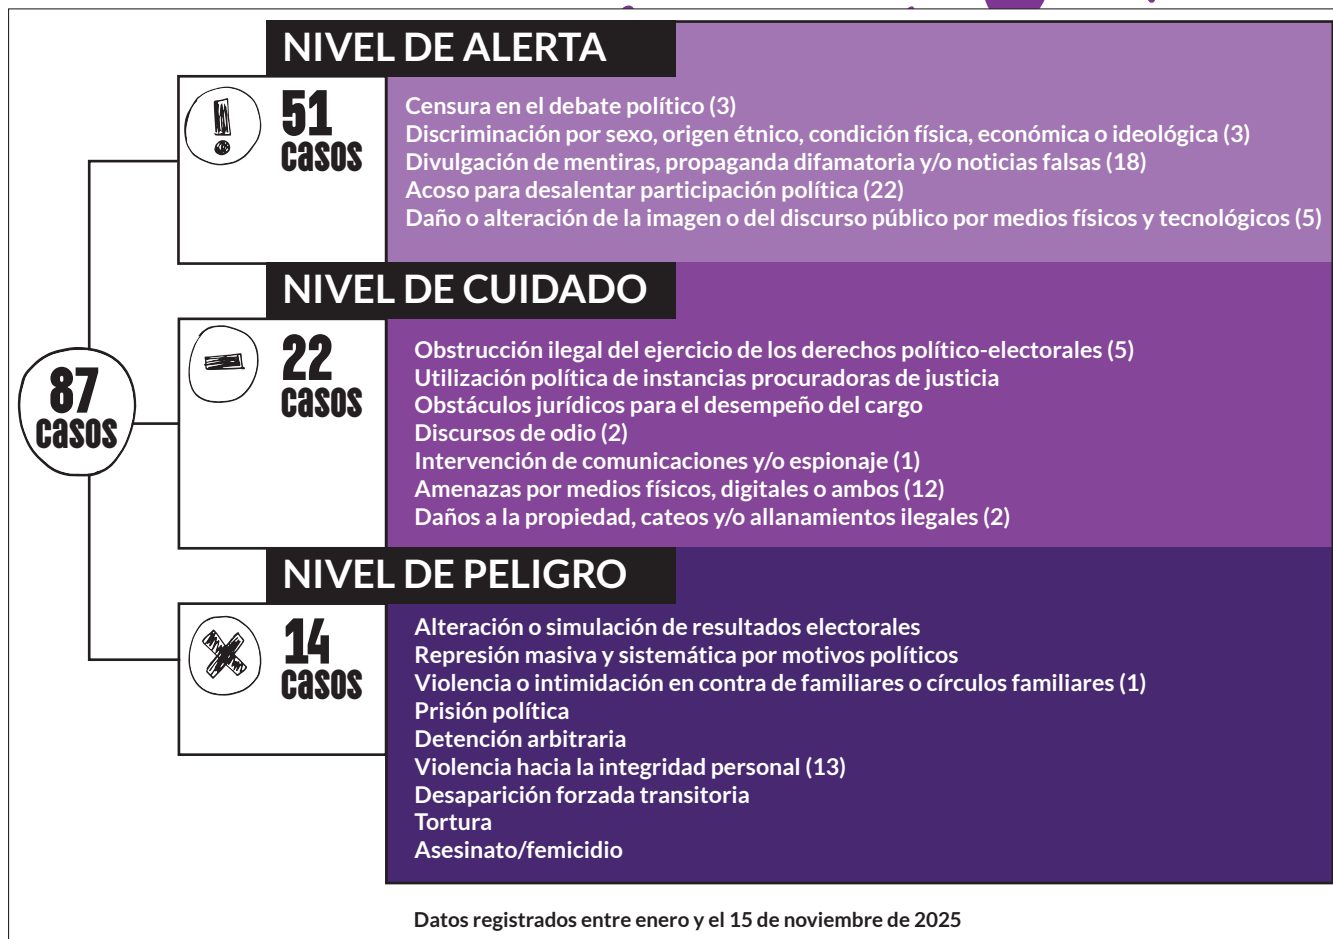 NIVEL DE ALERTA
51
casos
Censura en el debate político (3)
Discriminación por sexo, origen étnico, condición física, económica o ideológica (3)
Divulgación de mentiras, propaganda difamatoria y/o noticias falsas (18)
Acoso para desalentar participación política (22)
Daño o alteración de la imagen o del discurso público por medios físicos y tecnológicos (5)
NIVEL DE CUIDADO
87
casos
22
casos
Obstrucción ilegal del ejercicio de los derechos político-electorales (5)
Utilización política de instancias procuradoras de justicia
Obstáculos jurídicos para el desempeño del cargo
Discursos de odio (2)
Intervención de comunicaciones y/o espionaje (1)
Amenazas por medios físicos, digitales o ambos (12)
Daños a la propiedad, cateos y/o allanamientos ilegales (2)
NIVEL DE PELIGRO
14
casos
Alteración o simulación de resultados electorales
Represión masiva y sistemática por motivos políticos
Violencia o intimidación en contra de familiares o círculos familiares (1)
Prisión política
Detención arbitraria
Violencia hacia la integridad personal (13)
Desaparición forzada transitoria
Tortura
Asesinato/femicidio
Datos registrados entre enero y el 15 de noviembre de 2025